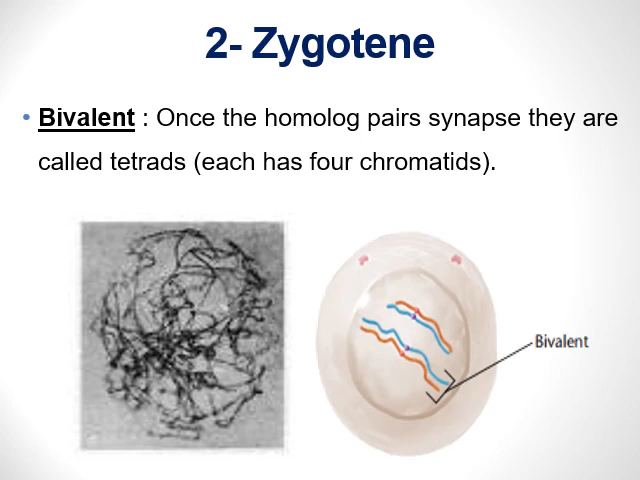 2- Zygotene
• Bivalent : Once the homolog pairs synapse they are
called tetrads (each has four chromatids).
Bivalent